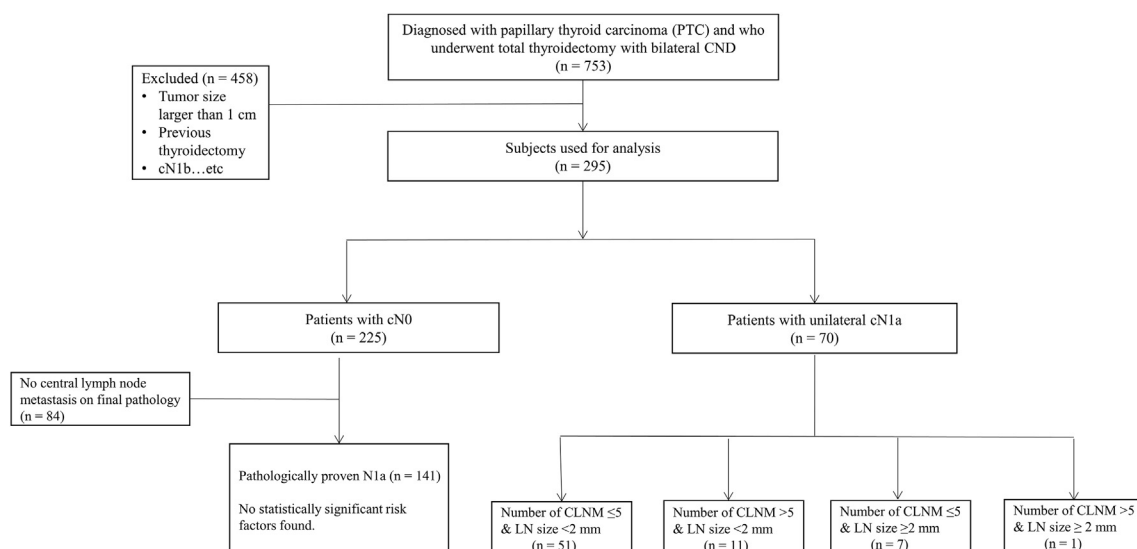 Diagnosed with papillary thyroid carcinoma (PTC) and who
underwent total thyroidectomy with bilateral CND
(n = 753)
Excluded (n = 458)
• Tumor size
larger than 1 cm
• Previous
thyroidectomy
• cN1b…etc
Subjects used for analysis
(n = 295)
Patients with cN0
(n = 225)
Patients with unilateral cN1a
(n = 70)
No central lymph node
metastasis on final pathology
(n = 84)
Pathologically proven N1a (n = 141)
No statistically significant risk
factors found.
Number of CLNM ≤5
& LN size <2 mm
(n = 51)
Number of CLNM >5
& LN size <2 mm
(n = 11)
Number of CLNM ≤5
& LN size ≥2 mm
(n = 7)
Number of CLNM >5
& LN size ≥ 2 mm
(n = 1)